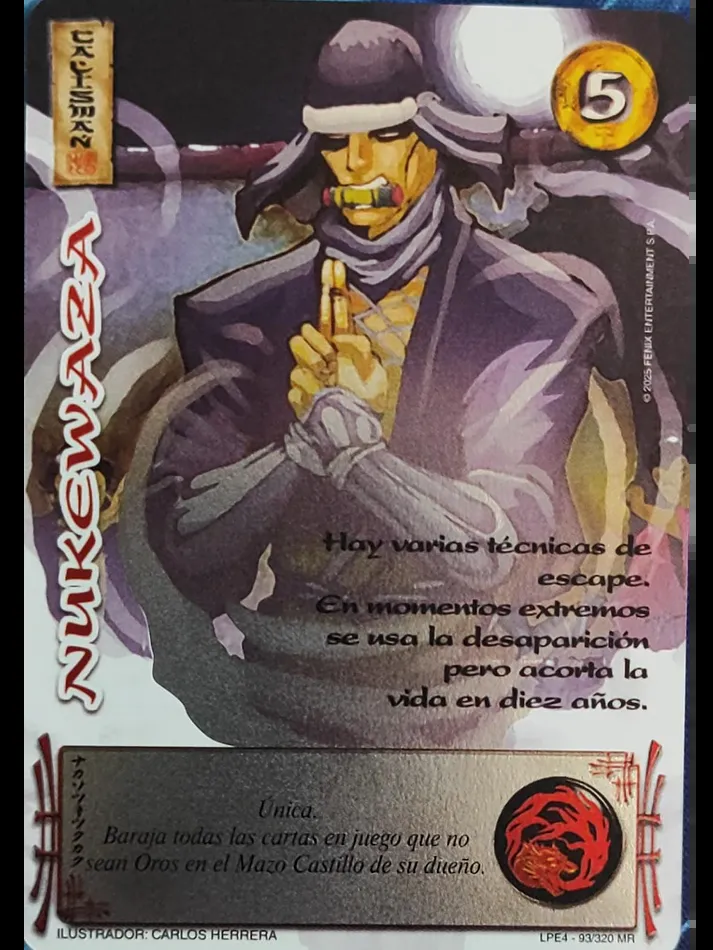 TALISMAN
5
NUKEWAZA
© 2025 FENIX ENTERTAINMENT S.P.A.
Hay varias técnicas de
escape.
En momentos extremos
se usa la desaparición
pero acorta la
vida en diez años.
Única.
Baraja todas las cartas en juego que no
sean Oros en el Mazo Castillo de su dueño.
ILUSTRADOR: CARLOS HERRERA
LPE4 - 93/320 MR